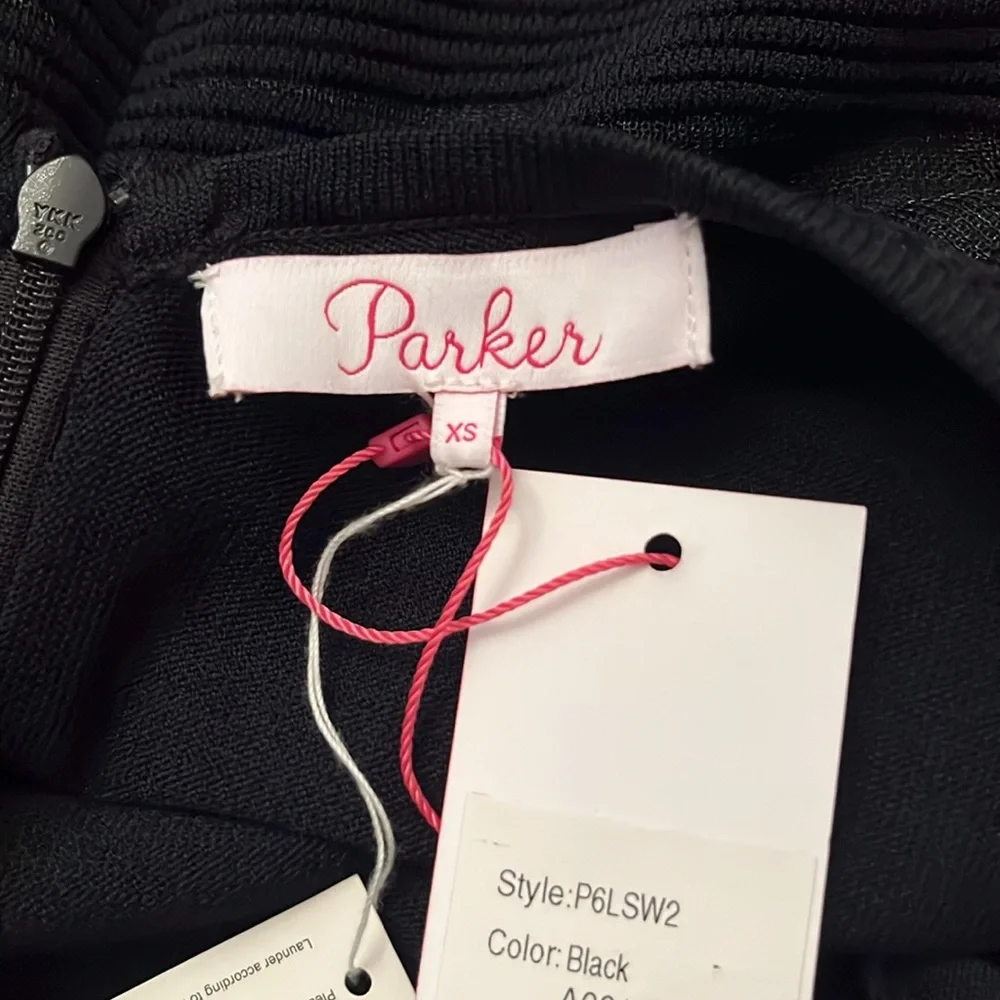 YKK
Parker
XS
Style:P6LSW2
Color:Black
Launder according to